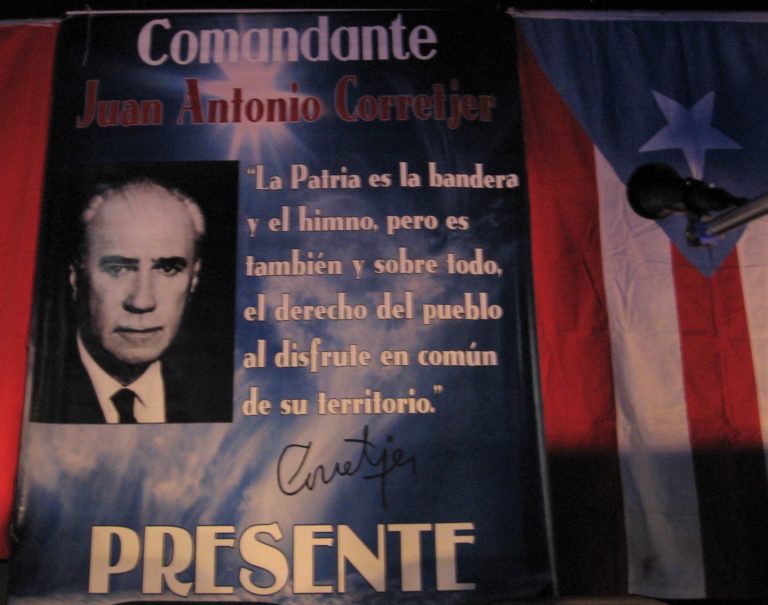 Comandante
Juan Antonio Corretjer
"La Patria es la bandera
y el himno, pero es
también y sobre todo,
el derecho del pueblo
al disfrute en común
de su territorio."
Corretjer
PRESENTE